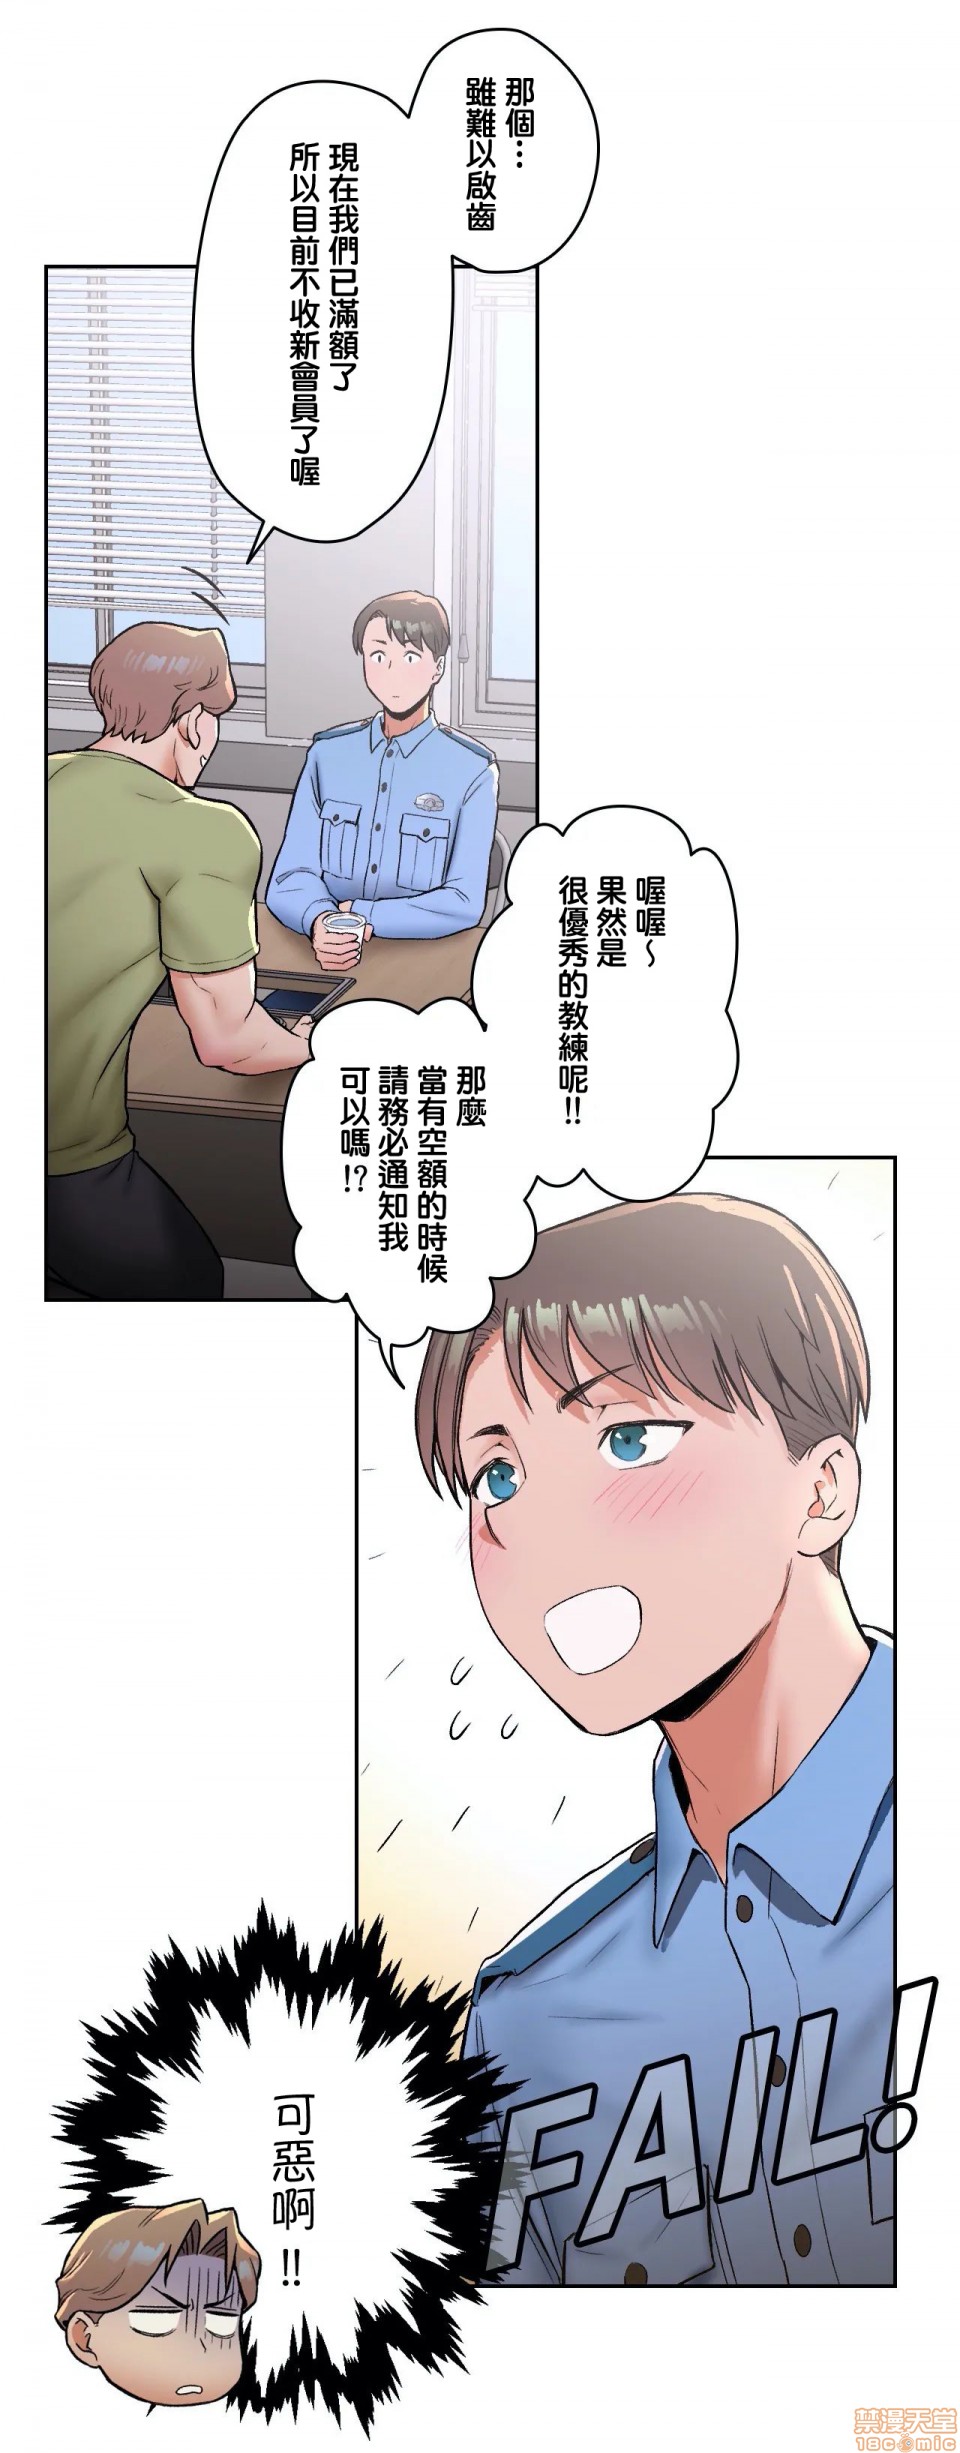 那個…
雖難以啟齒
現在我們已滿額了
所以目前不收新會員了喔
喔喔～
果然是
很優秀的教練呢!!
那麼
當有空額的時候
請務必通知我
可以嗎!?
FAIL!
可惡啊!!
禁漫天堂
18comic